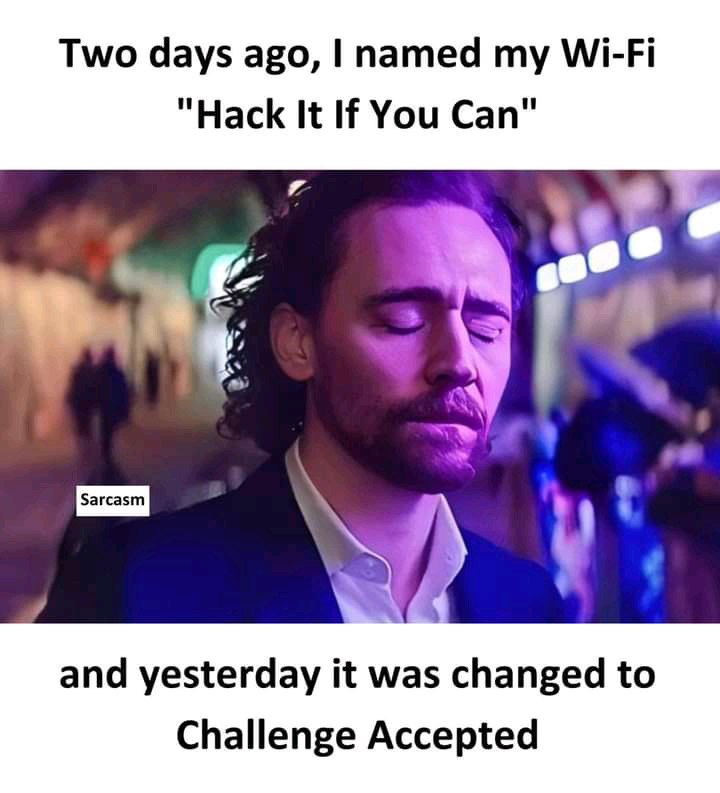 Two days ago, I named my Wi-Fi
"Hack It If You Can"
Sarcasm
and yesterday it was changed to
Challenge Accepted